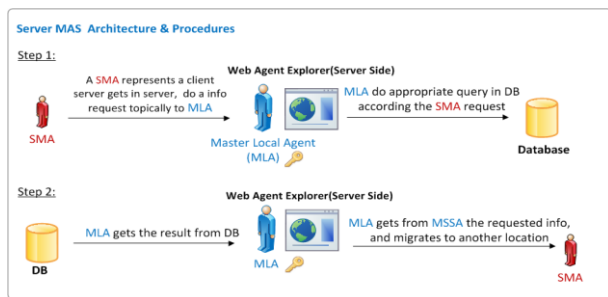 Server MAS Architecture & Procedures
Step 1:
A SMA represents a client
server gets in server, do a info
request topically to MLA
Web Agent Explorer(Server Side)
MLA do appropriate query in DB
according the SMA request
SMA
Master Local Agent
(MLA)
Database
Step 2:
Web Agent Explorer(Server Side)
MLA gets the result from DB
MLA gets from MSSA the requested info,
and migrates to another location
DB
MLA
SMA